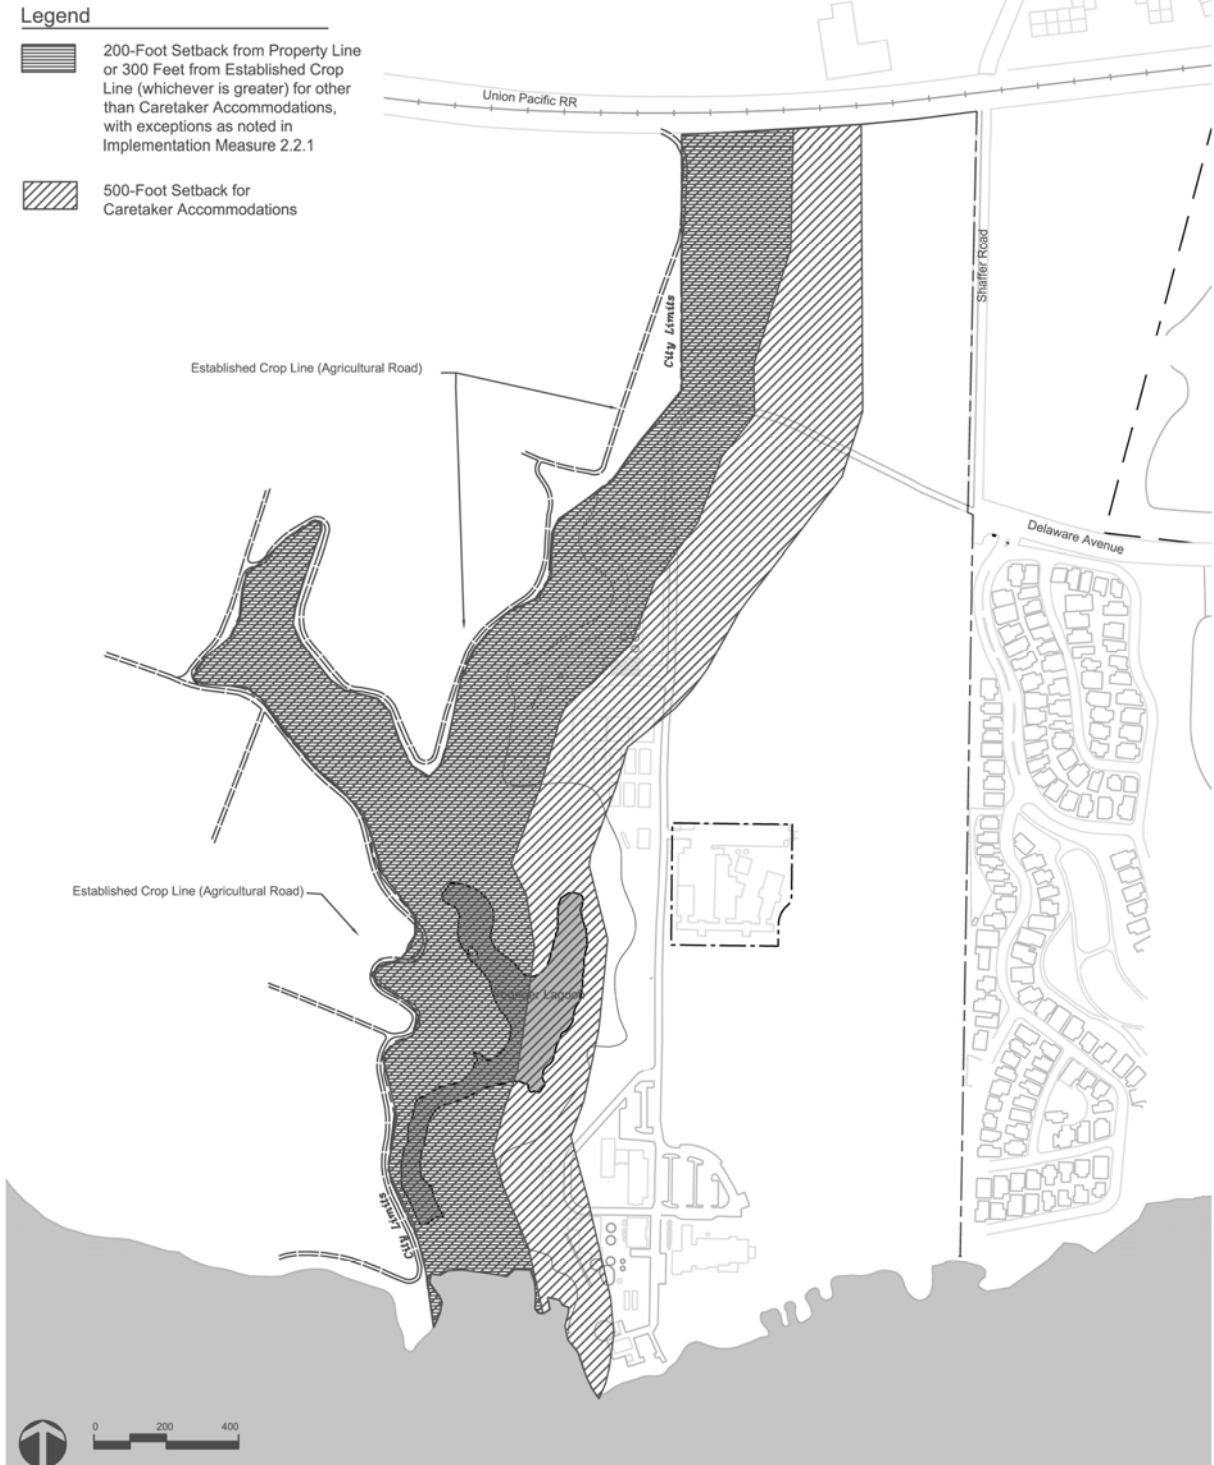 Legend
200-Foot Setback from Property Line
or 300 Feet from Established Crop
Line (whichever is greater) for other
than Caretaker Accommodations,
with exceptions as noted in
Implementation Measure 2.2.1
500-Foot Setback for
Caretaker Accommodations
Union Pacific RR
Shaffer Road
City Limits
Established Crop Line (Agricultural Road)
Delaware Avenue
Established Crop Line (Agricultural Road)
Lagoon
City Limits
0 200 400